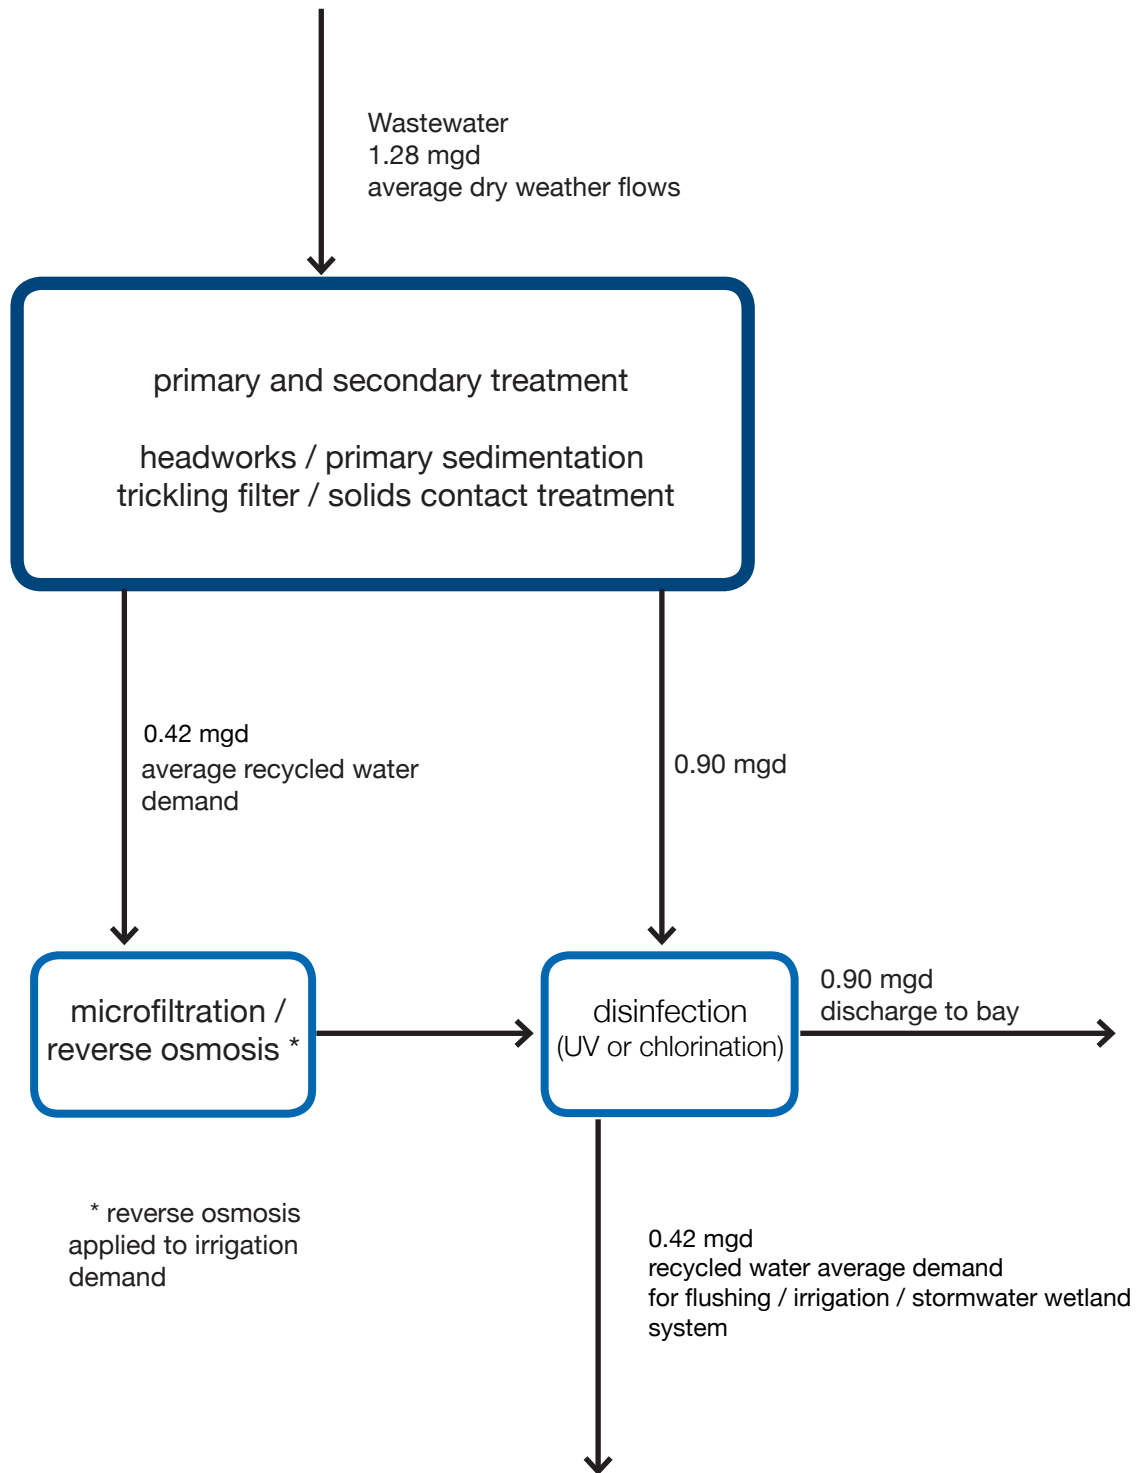 Wastewater
1.28 mgd
average dry weather flows
primary and secondary treatment
headworks / primary sedimentation
trickling filter / solids contact treatment
0.42 mgd
average recycled water
demand
0.90 mgd
microfiltration /
reverse osmosis *
disinfection
(UV or chlorination)
0.90 mgd
discharge to bay
* reverse osmosis
applied to irrigation
demand
0.42 mgd
recycled water average demand
for flushing / irrigation / stormwater wetland
system